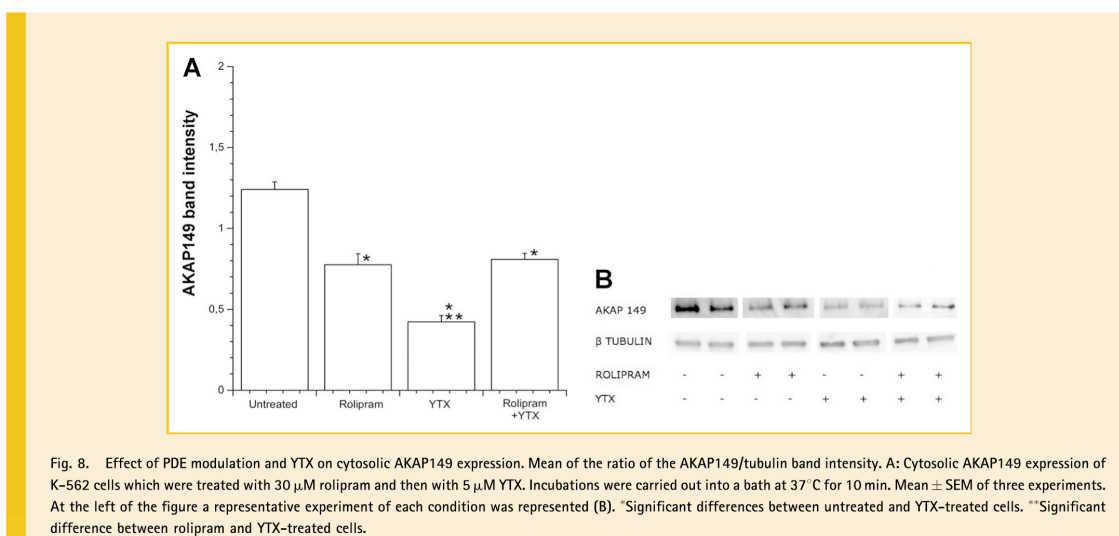 A
2
1,5
1
0,5
0
AKAP149 band intensity
*
*
**
*
Untreated
Rolipram
YTX
Rolipram
+YTX
B
AKAP 149
β TUBULIN
ROLIPRAM - - + + - - + +
YTX - - - - + + + +
Fig. 8. Effect of PDE modulation and YTX on cytosolic AKAP149 expression. Mean of the ratio of the AKAP149/tubulin band intensity. A: Cytosolic AKAP149 expression of
K-562 cells which were treated with 30 μM rolipram and then with 5 μM YTX. Incubations were carried out into a bath at 37°C for 10 min. Mean ± SEM of three experiments.
At the left of the figure a representative experiment of each condition was represented (B). *Significant differences between untreated and YTX-treated cells. **Significant
difference between rolipram and YTX-treated cells.